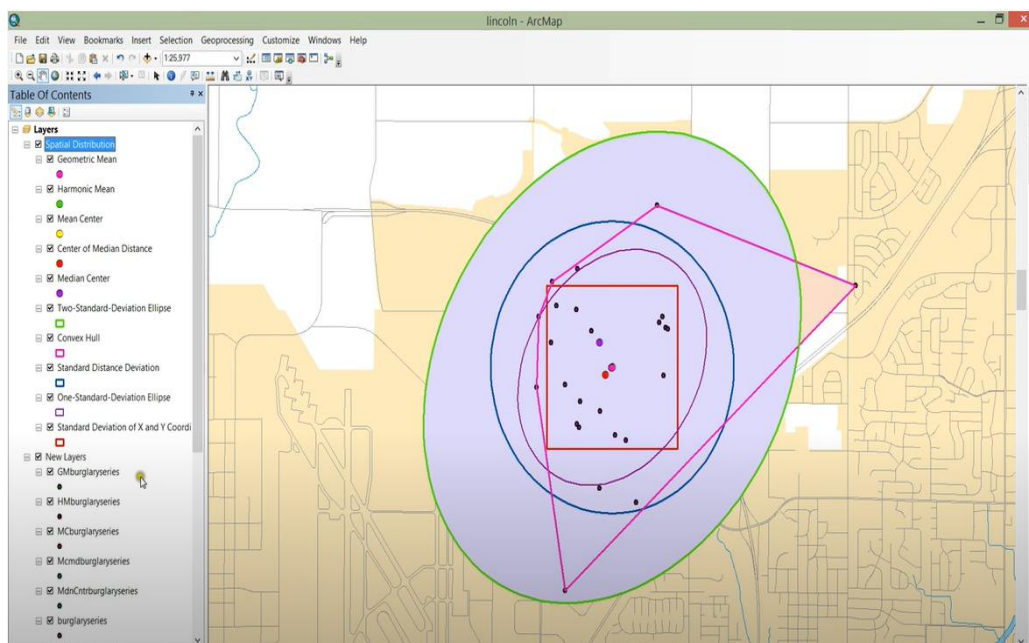 lincoln - ArcMap
File Edit View Bookmarks Insert Selection Geoprocessing Customize Windows Help
1:25,977
Table Of Contents
Layers
Spatial Distribution
Geometric Mean
Harmonic Mean
Mean Center
Center of Median Distance
Median Center
Two-Standard-Deviation Ellipse
Convex Hull
Standard Distance Deviation
One-Standard-Deviation Ellipse
Standard Deviation of X and Y Coordi
New Layers
GMburglaryseries
HMburglaryseries
MCburglaryseries
Mcmdburglaryseries
MdnCntrburglaryseries
burglaryseries